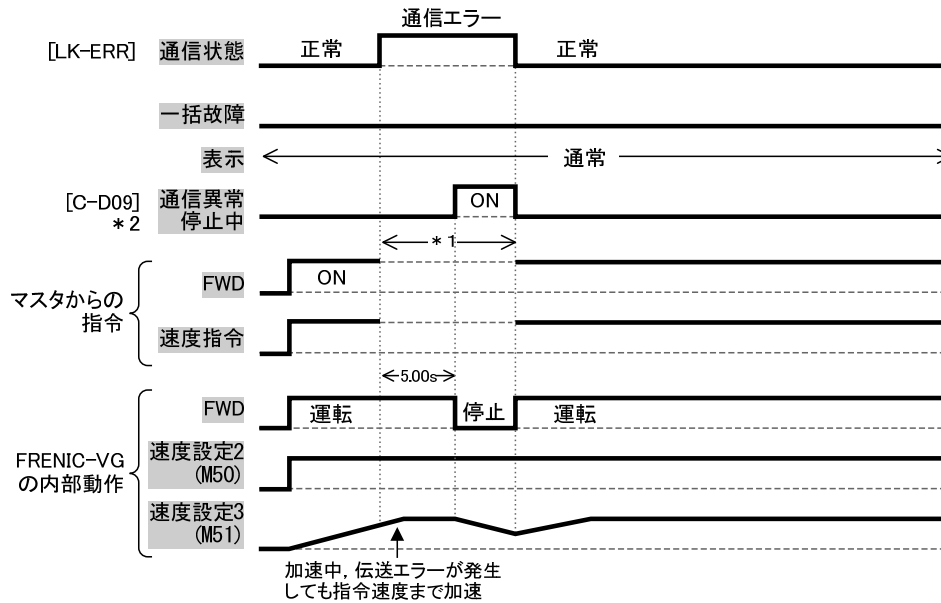 通信エラー
[LK-ERR] 通信状態 正常 正常
一括故障
表示 通常
[C-D09] 通信異常 ON
*2 停止中
*1
マスタからの
指令
FWD ON
速度指令
5.00s
FWD 運転 停止 運転
FRENIC-VG
の内部動作
速度設定2
(M50)
速度設定3
(M51)
加速中,伝送エラーが発生
しても指令速度まで加速